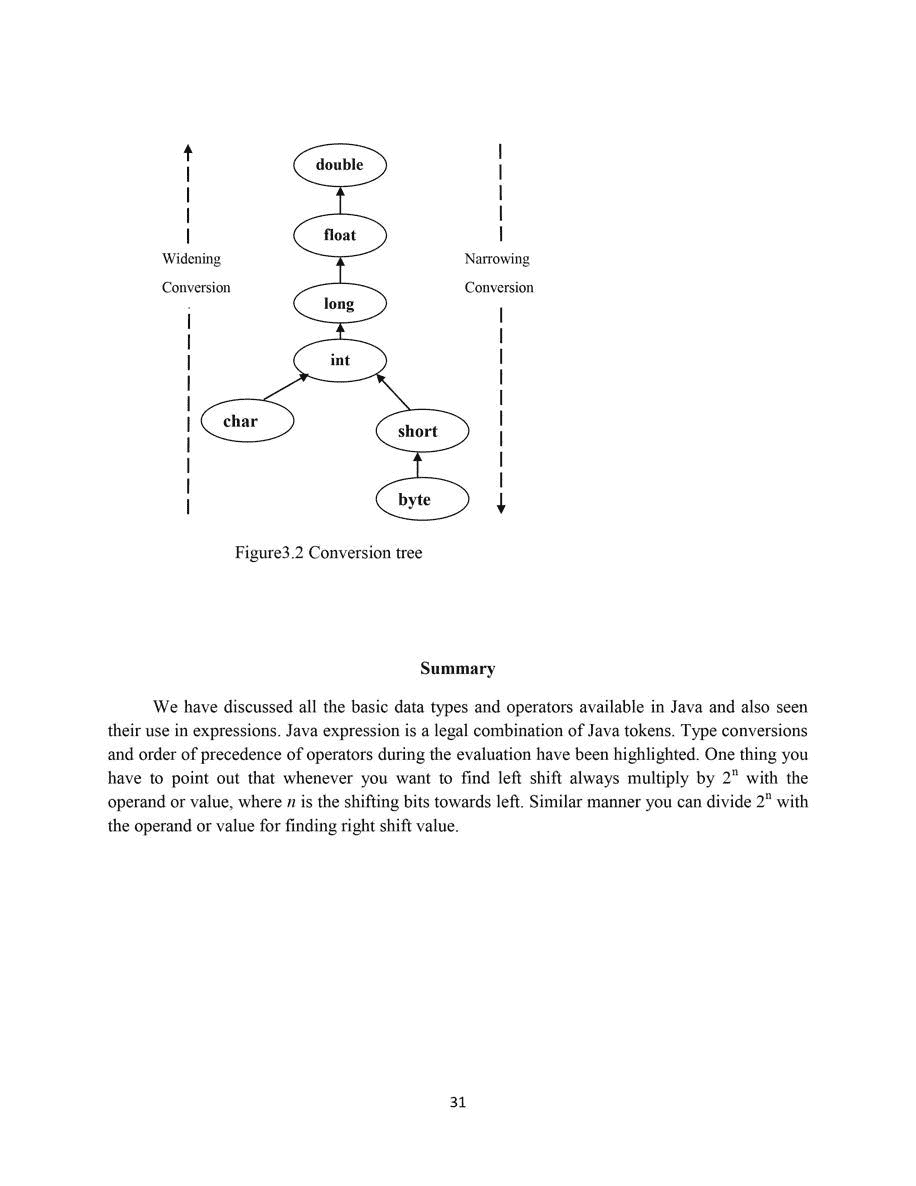 double
float
Widening
Narrowing
Conversion
Conversion
long
int
char
short
byte
Figure3.2 Conversion tree
Summary
We have discussed all the basic data types and operators available in Java and also seen
their use in expressions. Java expression is a legal combination of Java tokens. Type conversions
and order of precedence of operators during the evaluation have been highlighted. One thing you
have to point out that whenever you want to find left shift always multiply by 2ⁿ with the
operand or value, where n is the shifting bits towards left. Similar manner you can divide 2ⁿ with
the operand or value for finding right shift value.
31